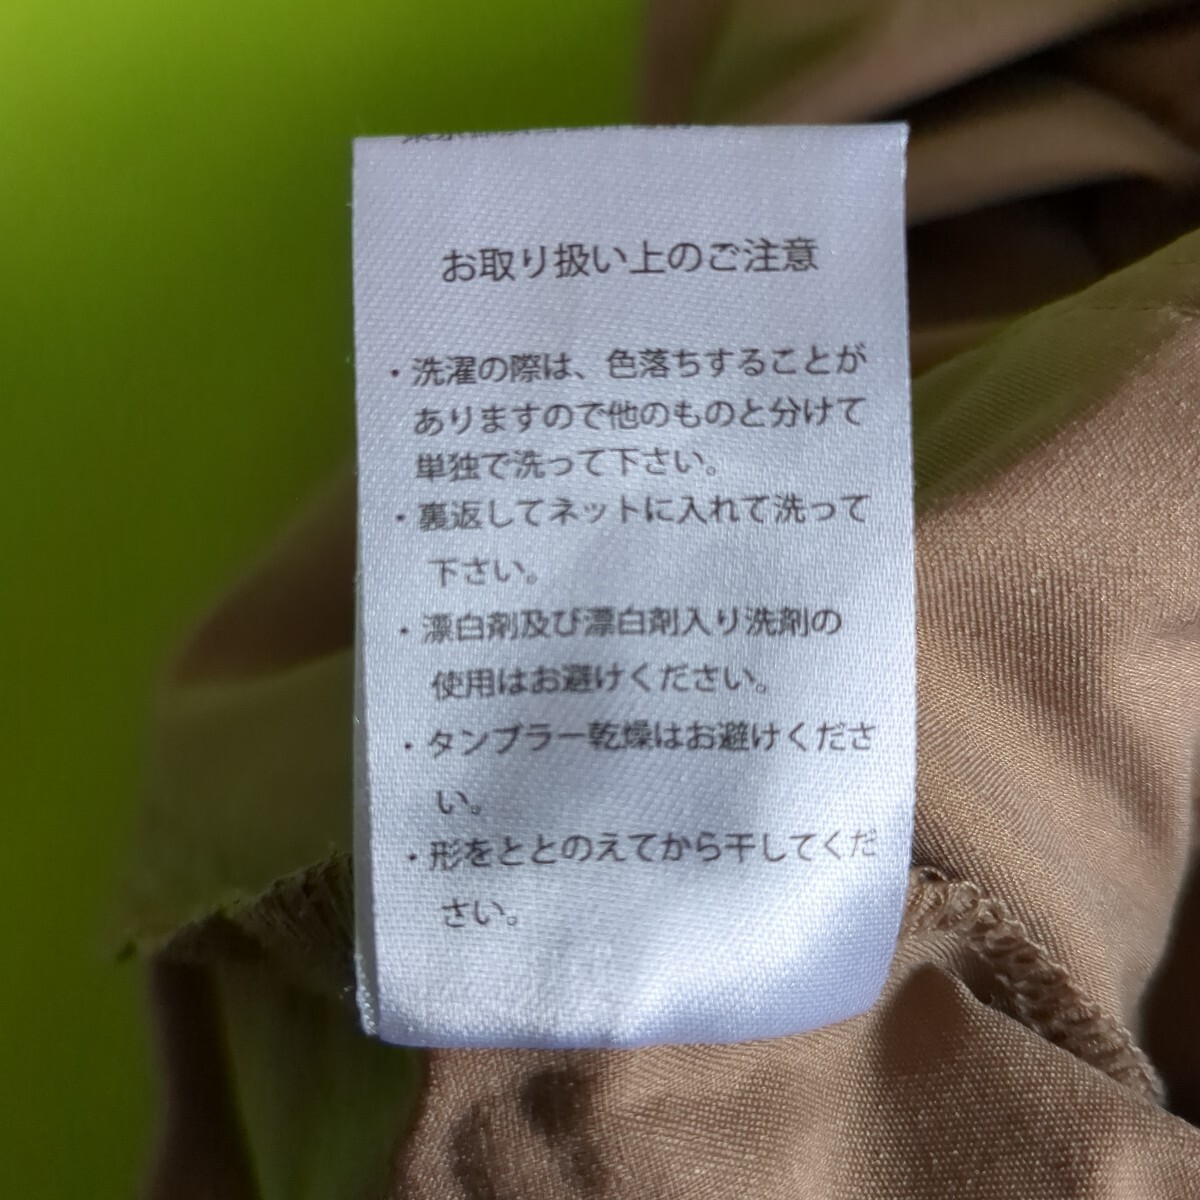 お取り扱い上のご注意
・洗濯の際は、色落ちすることが
ありますので他のものと分けて
単独で洗って下さい。
・裏返してネットに入れて洗って
下さい。
・漂白剤及び漂白剤入り洗剤の
使用はお避けください。
・タンブラー乾燥はお避けくださ
い。
・形をととのえてから干してくだ
さい。